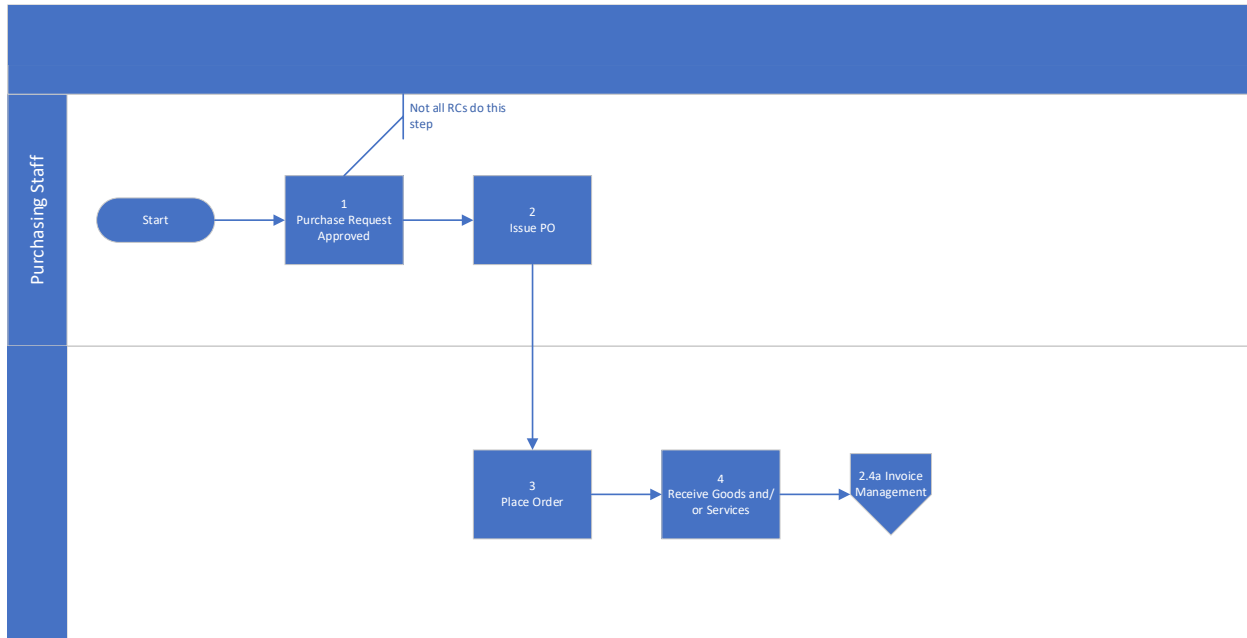 Not all RCs do this
step
Purchasing Staff
Start
1
Purchase Request
Approved
2
Issue PO
3
Place Order
4
Receive Goods and/
or Services
2.4a Invoice
Management